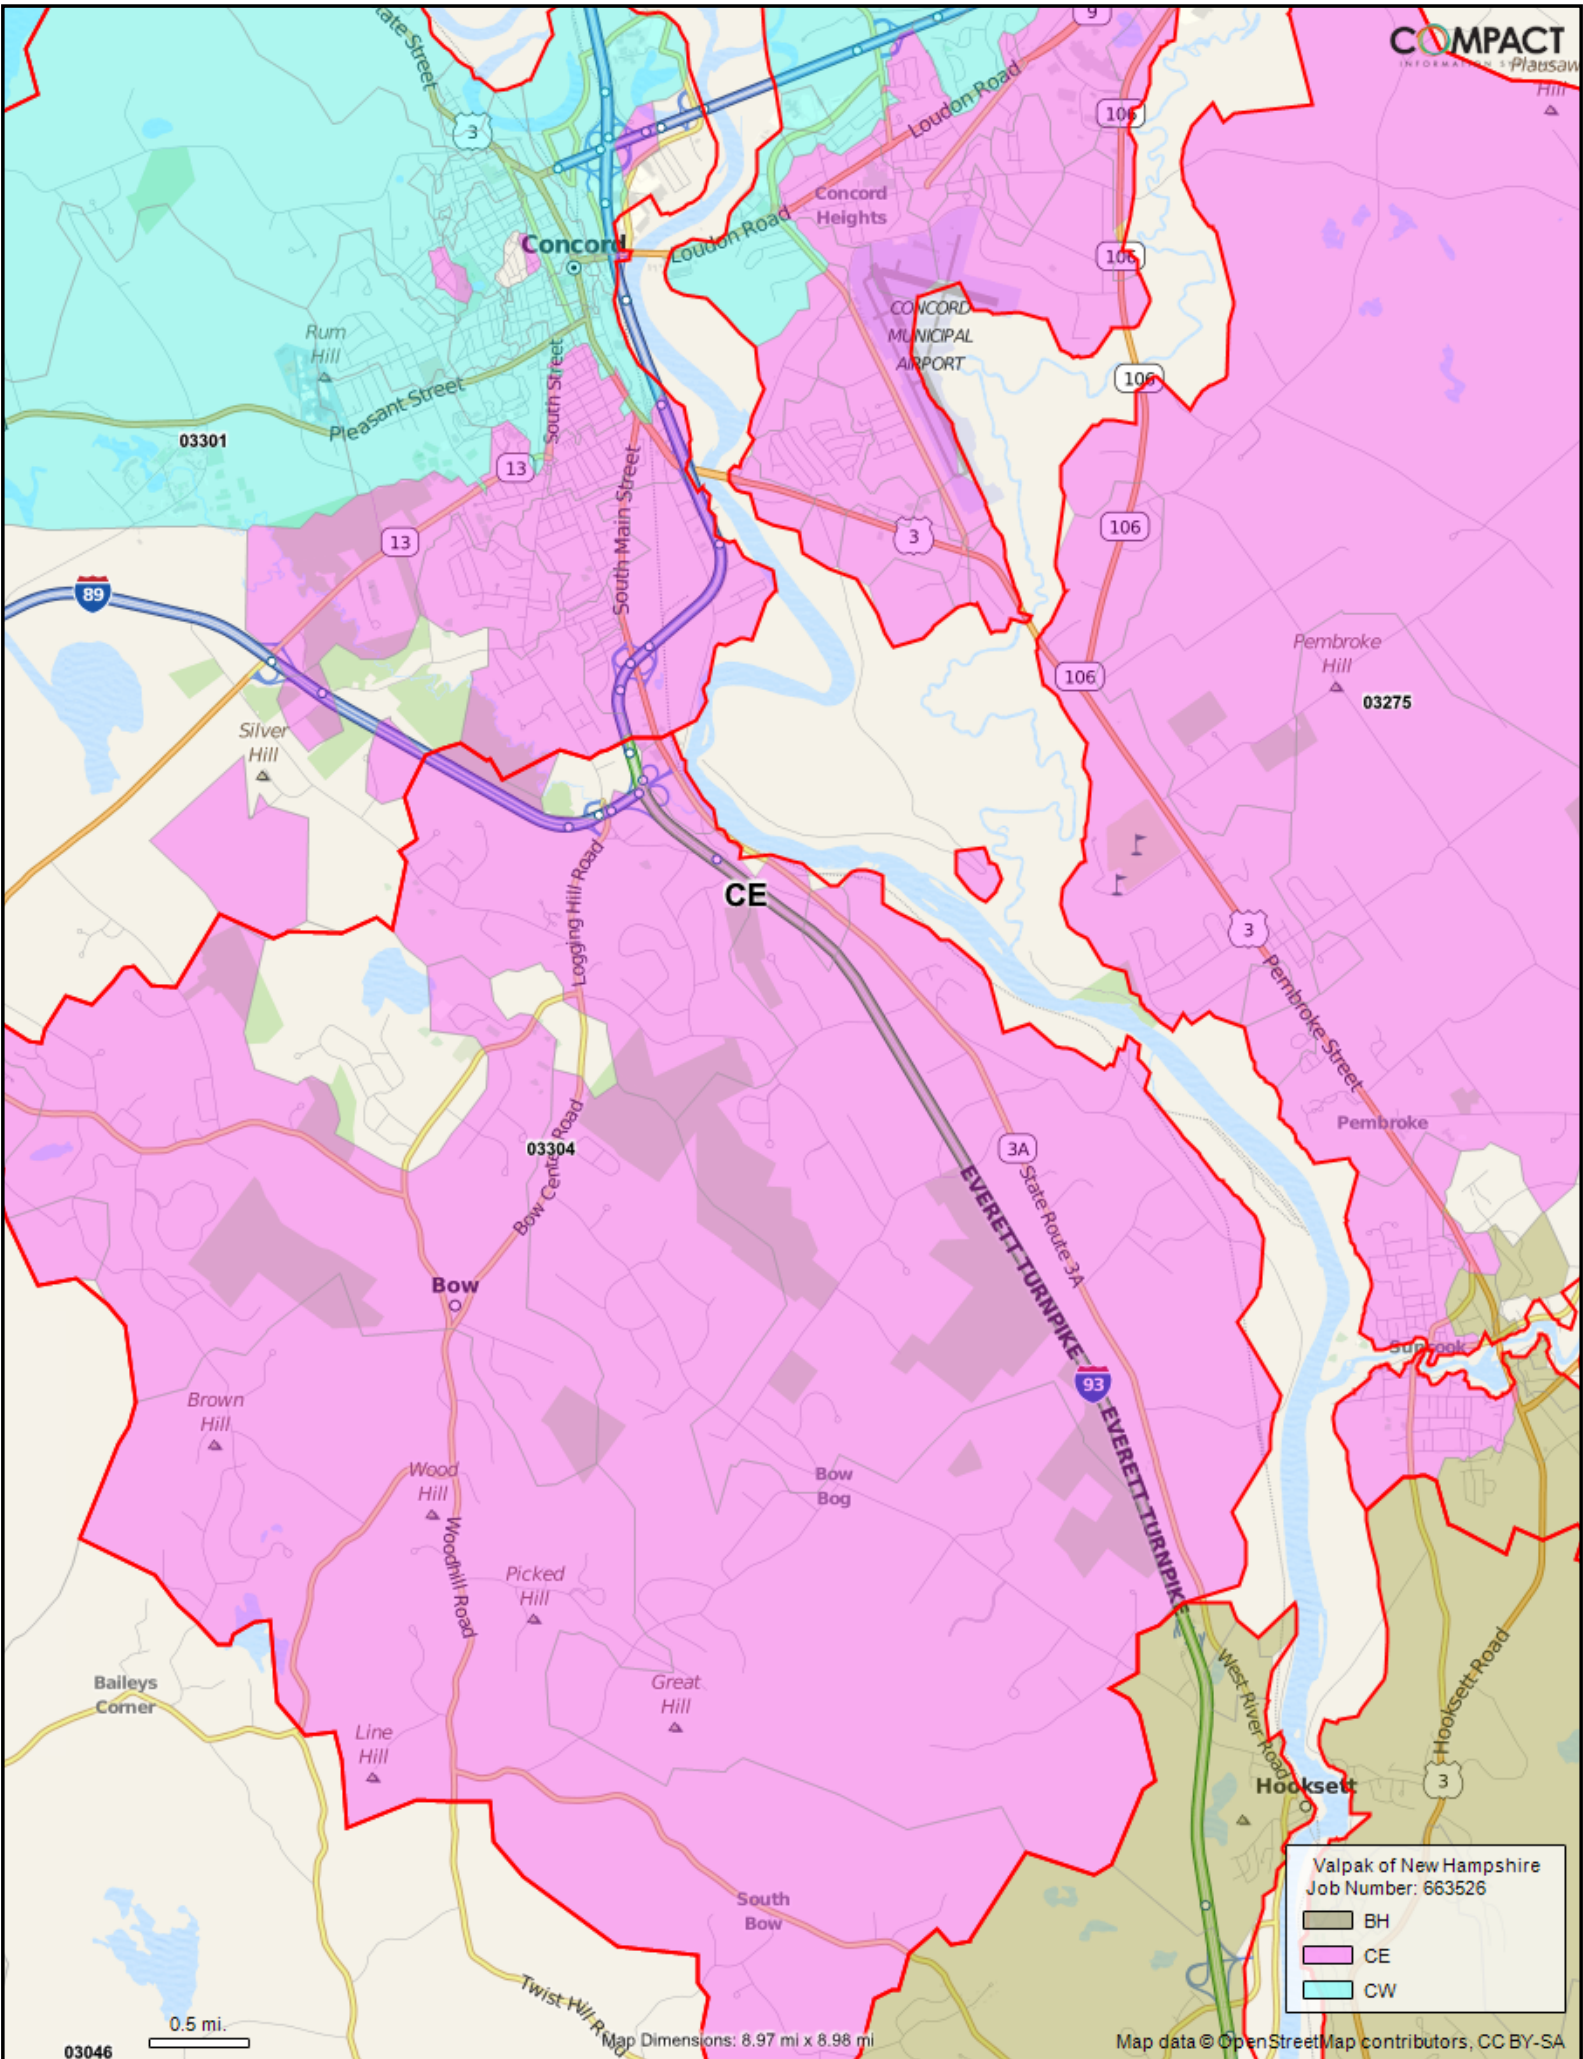 COMPACT
INFORMATION SYSTEMS
Plausaw
Hill
9
State Street
3
Loudon Road
106
Concord
Heights
Concord
Loudon Road
106
CONCORD
MUNICIPAL
AIRPORT
Rum
Hill
106
Pleasant Street
South Street
03301
13
South Main Street
106
13
3
89
Pembroke
Hill
106
03275
Silver
Hill
Logging Hill Road
CE
3
Pembroke Street
Pembroke
03304
Bow Center Road
3A
State Route 3A
EVERETT TURNPIKE
Bow
Suncook
93
Brown
Hill
EVERETT TURNPIKE
Wood
Hill
Bow
Bog
Woodhill Road
Picked
Hill
Baileys
Corner
Great
Hill
West River Road
Hooksett Road
Line
Hill
Hooksett
3
South
Bow
Valpak of New Hampshire
Job Number: 663526
BH
CE
CW
Twist Hill Road
0.5 mi.
03046
Map Dimensions: 8.97 mi x 8.98 mi
Map data © OpenStreetMap contributors, CC BY-SA